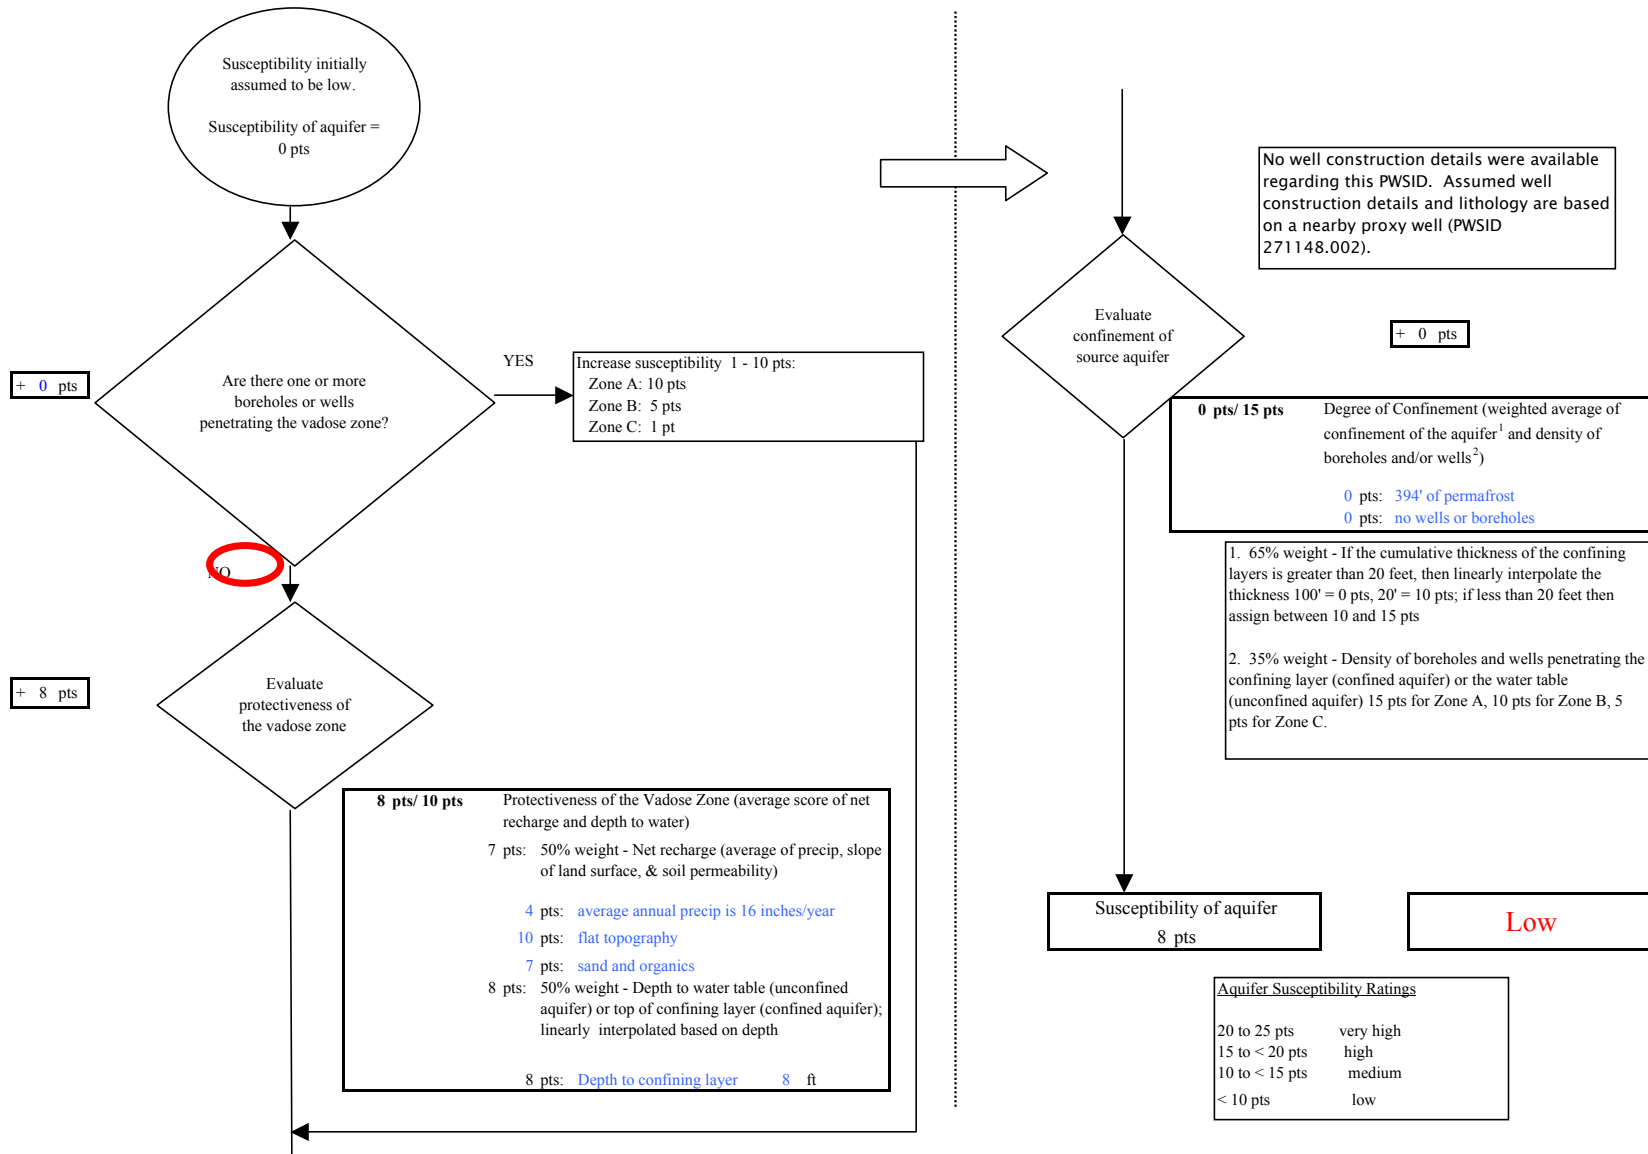 Susceptibility initially
assumed to be low.
Susceptibility of aquifer =
0 pts
+ 0 pts
Are there one or more
boreholes or wells
penetrating the vadose zone?
YES
Increase susceptibility 1 - 10 pts:
Zone A: 10 pts
Zone B: 5 pts
Zone C: 1 pt
NO
+ 8 pts
Evaluate
protectiveness of
the vadose zone
8 pts/ 10 pts Protectiveness of the Vadose Zone (average score of net
recharge and depth to water)
7 pts: 50% weight - Net recharge (average of precip, slope
of land surface, & soil permeability)
4 pts: average annual precip is 16 inches/year
10 pts: flat topography
7 pts: sand and organics
8 pts: 50% weight - Depth to water table (unconfined
aquifer) or top of confining layer (confined aquifer);
linearly interpolated based on depth
8 pts: Depth to confining layer 8 ft
No well construction details were available
regarding this PWSID. Assumed well
construction details and lithology are based
on a nearby proxy well (PWSID
271148.002).
Evaluate
confinement of
source aquifer
+ 0 pts
0 pts/ 15 pts Degree of Confinement (weighted average of
confinement of the aquifer1 and density of
boreholes and/or wells2)
0 pts: 394' of permafrost
0 pts: no wells or boreholes
1. 65% weight - If the cumulative thickness of the confining
layers is greater than 20 feet, then linearly interpolate the
thickness 100' = 0 pts, 20' = 10 pts; if less than 20 feet then
assign between 10 and 15 pts
2. 35% weight - Density of boreholes and wells penetrating the
confining layer (confined aquifer) or the water table
(unconfined aquifer) 15 pts for Zone A, 10 pts for Zone B, 5
pts for Zone C.
Susceptibility of aquifer
8 pts
Low
Aquifer Susceptibility Ratings
20 to 25 pts very high
15 to < 20 pts high
10 to < 15 pts medium
< 10 pts low